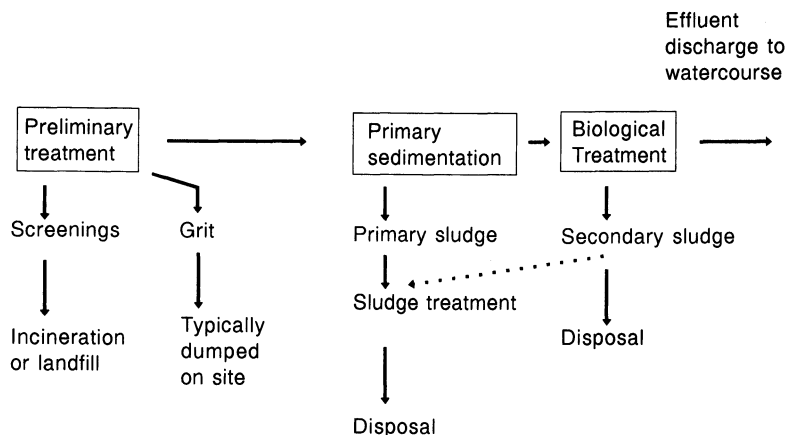 Effluent
discharge to
watercourse
Preliminary
treatment
Primary
sedimentation
Biological
Treatment
Screenings
Grit
Primary sludge
Secondary sludge
Sludge treatment
Incineration
or landfill
Typically
dumped
on site
Disposal
Disposal